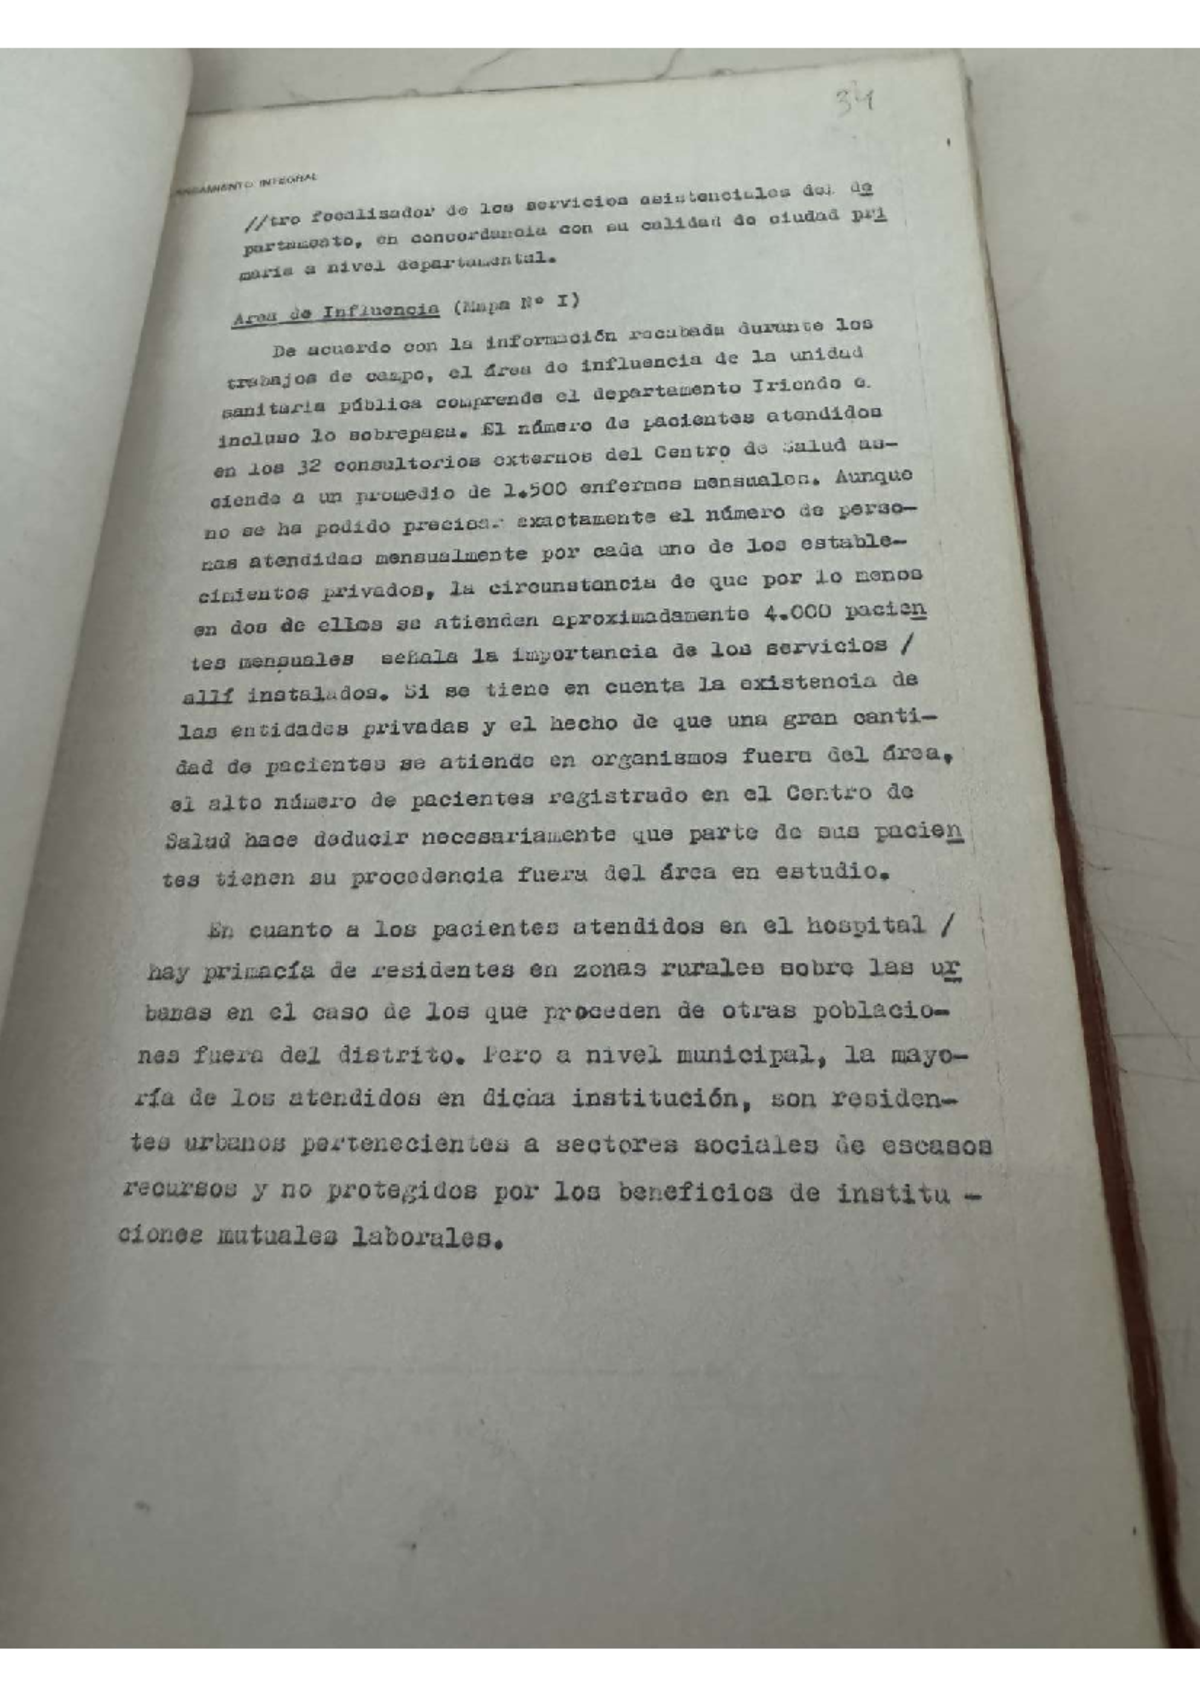 34
INTEGRAL
//tro focalizador de los servicios asistenciales del de
partamento, en concordancia con su calidad de ciudad pri
maria a nivel departamental.
Area de Influencia (Mapa Nº I)
De acuerdo con la información recabada durante los
trabajos de campo, el área de influencia de la unidad
sanitaria pública comprende el departamento Iriondo e
incluso lo sobrepasa. El número de pacientes atendidos
en los 32 consultorios externos del Centro de Salud as-
ciende a un promedio de 1.500 enfermos mensuales. Aunque
no se ha podido precisar exactamente el número de perso-
nas atendidas mensualmente por cada uno de los estable-
cimientos privados, la circunstancia de que por lo menos
en dos de ellos se atienden aproximadamente 4.000 pacien
tes mensuales señala la importancia de los servicios /
allí instalados. Si se tiene en cuenta la existencia de
las entidades privadas y el hecho de que una gran canti-
dad de pacientes se atiende en organismos fuera del área,
el alto número de pacientes registrado en el Centro de
Salud hace deducir necesariamente que parte de sus pacien
tes tienen su procedencia fuera del área en estudio.
En cuanto a los pacientes atendidos en el hospital /
hay primacía de residentes en zonas rurales sobre las ur
banas en el caso de los que proceden de otras poblacio-
nes fuera del distrito. Pero a nivel municipal, la mayo-
ría de los atendidos en dicha institución, son residen-
tes urbanos pertenecientes a sectores sociales de escasos
recursos y no protegidos por los beneficios de institu -
ciones mutuales laborales.